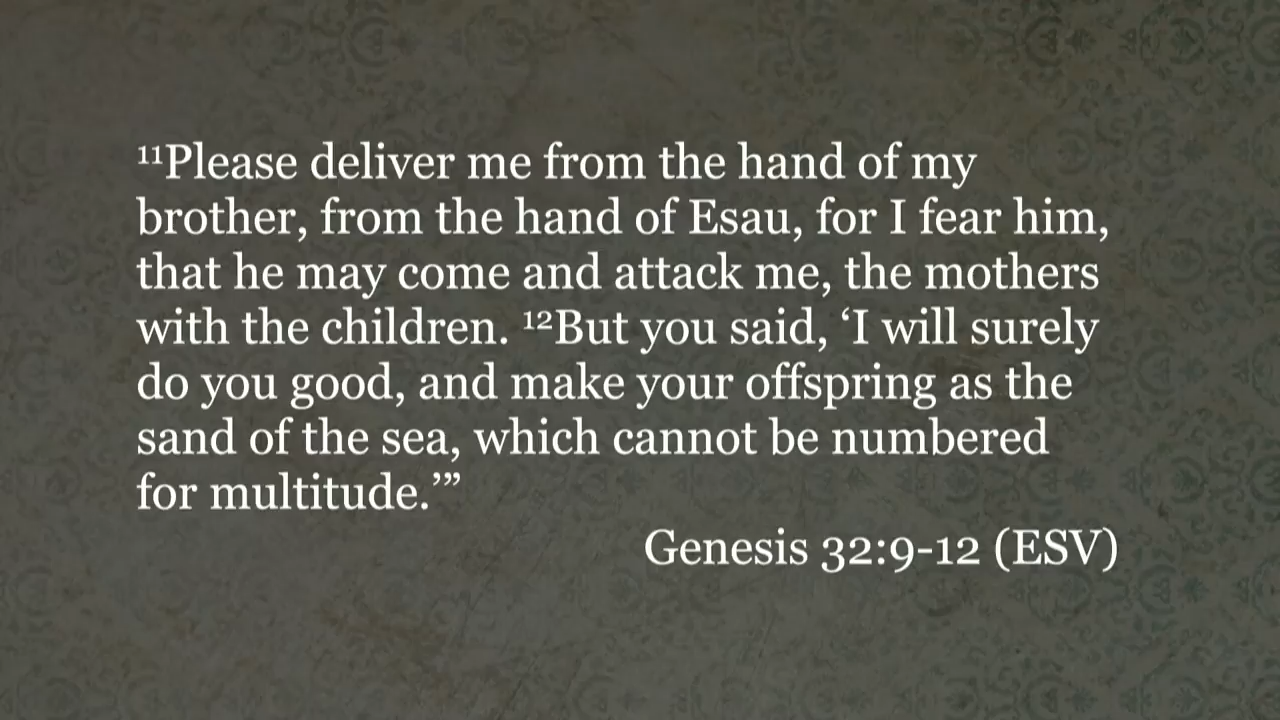 ¹¹Please deliver me from the hand of my
brother, from the hand of Esau, for I fear him,
that he may come and attack me, the mothers
with the children. ¹²But you said, ‘I will surely
do you good, and make your offspring as the
sand of the sea, which cannot be numbered
for multitude.’”
Genesis 32:9-12 (ESV)